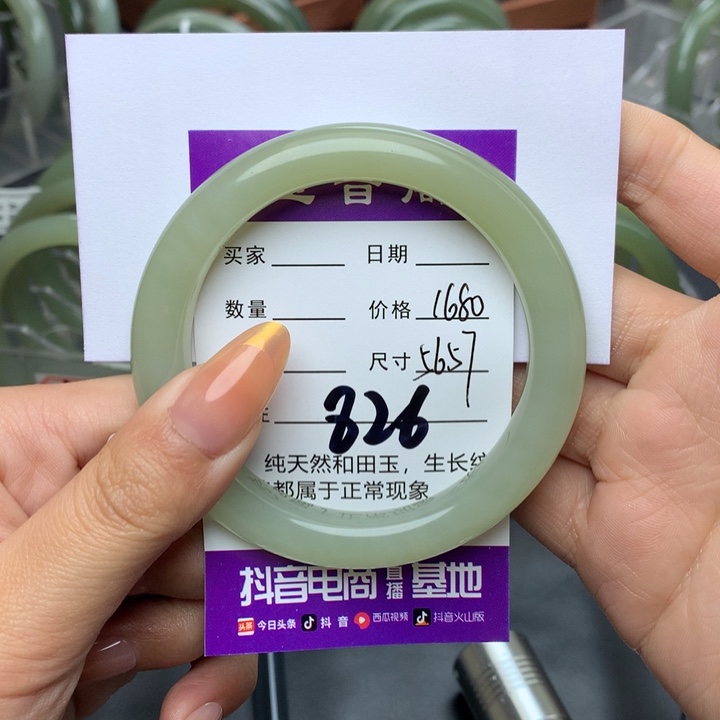 买家 日期
数量 价格 1680
尺寸 5657
826
纯天然和田玉，生长纹
都属于正常现象
抖音电商直播基地
头条 今日头条 抖音 西瓜视频 抖音火山版